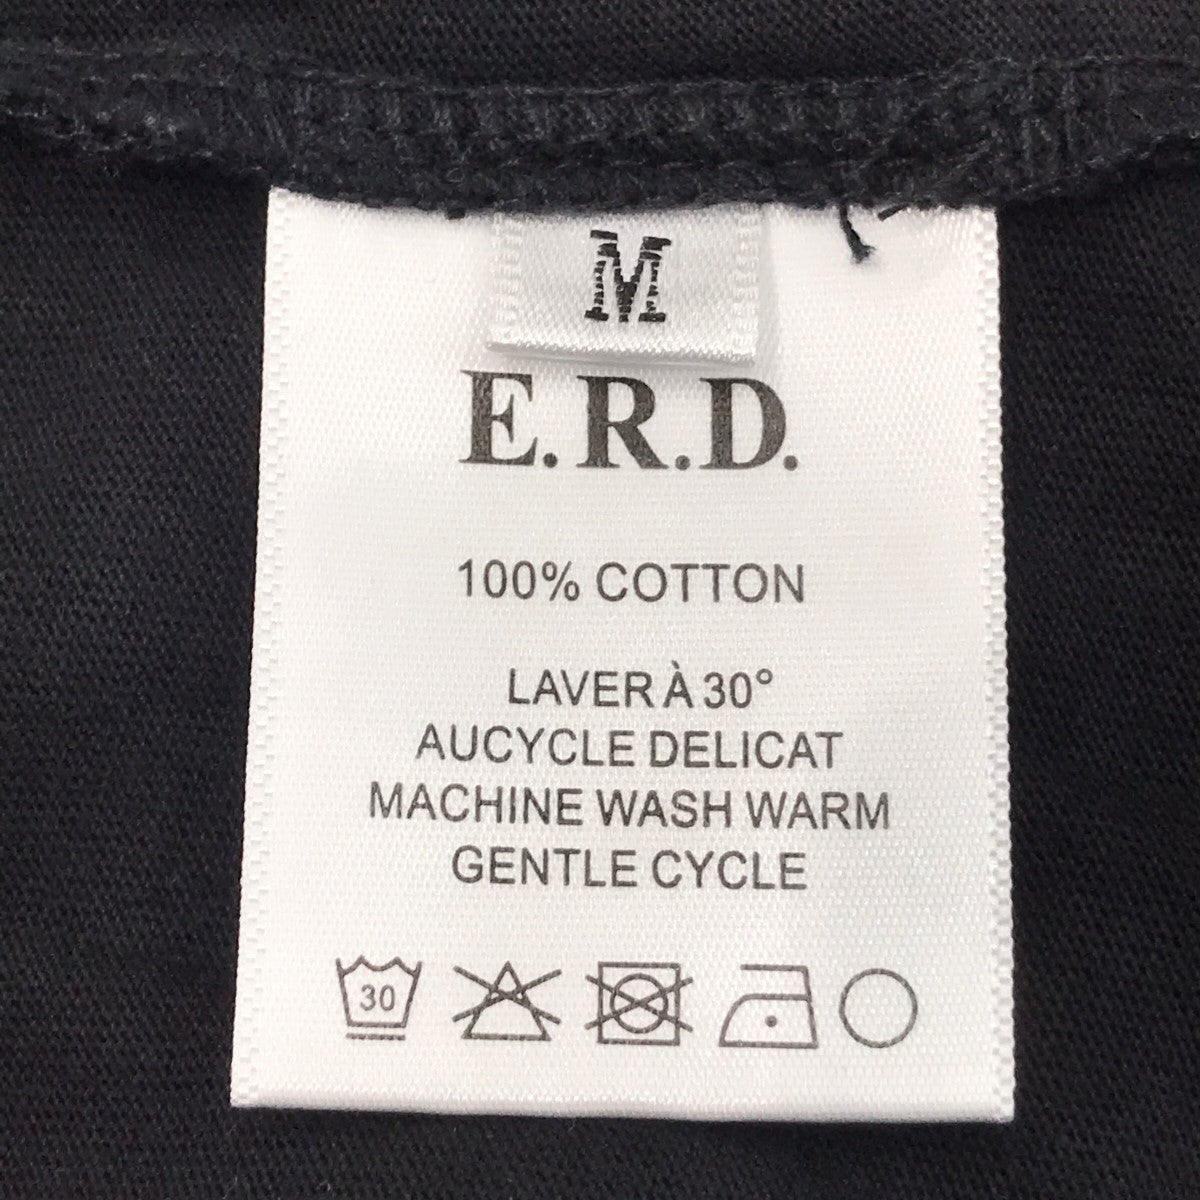 M
E.R.D.
100% COTTON
LAVER À 30°
AUCYCLE DELICAT
MACHINE WASH WARM
GENTLE CYCLE
30